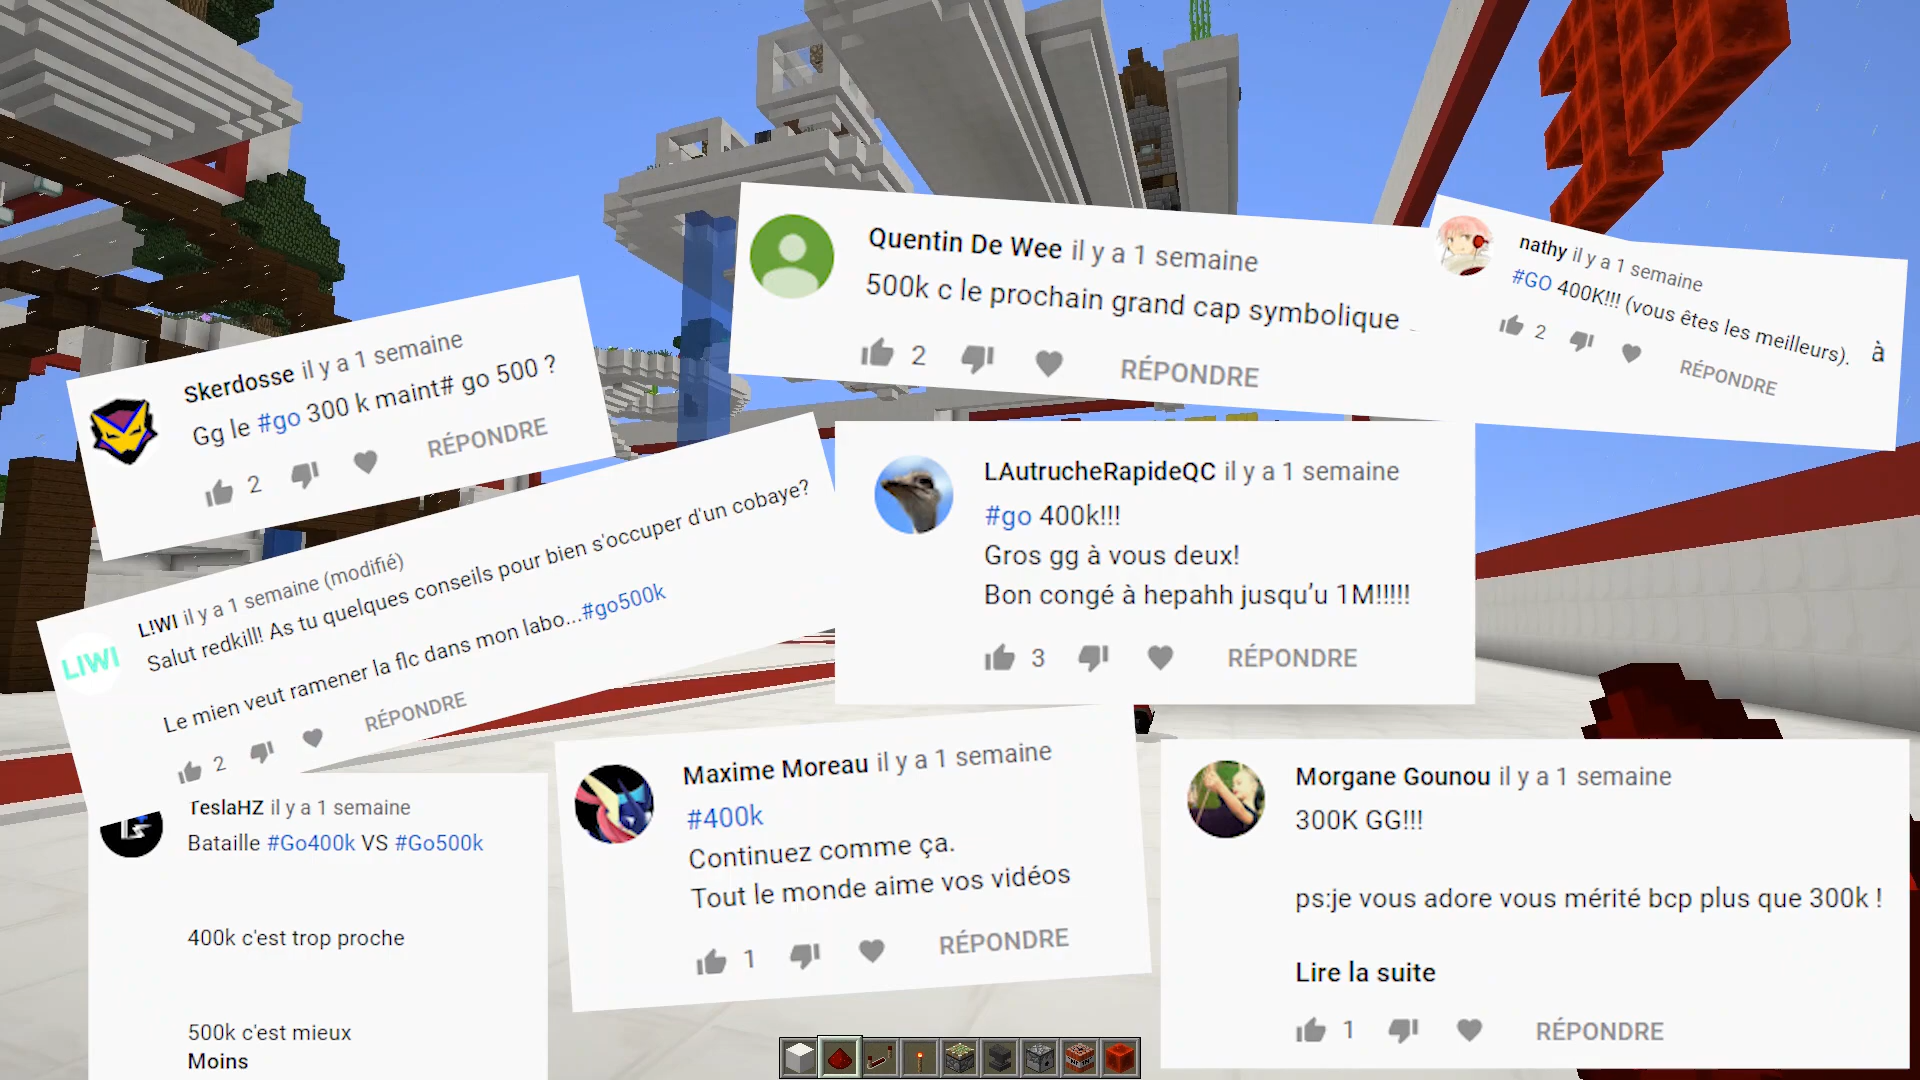 Quentin De Wee il y a 1 semaine
500k c le prochain grand cap symbolique
2
RÉPONDRE
nathy il y a 1 semaine
#GO 400K!!! (vous êtes les meilleurs).
à
2
RÉPONDRE
Skerdosse il y a 1 semaine
Gg le #go 300 k maint# go 500 ?
2
RÉPONDRE
LAutrucheRapideQC il y a 1 semaine
#go 400k!!!
Gros gg à vous deux!
Bon congé à hepahh jusqu’u 1M!!!!!
3
RÉPONDRE
LIWI
L!WI il y a 1 semaine (modifié)
Salut redkill! As tu quelques conseils pour bien s'occuper d'un cobaye?
Le mien veut ramener la flc dans mon labo...#go500k
2
RÉPONDRE
Maxime Moreau il y a 1 semaine
#400k
Continuez comme ça.
Tout le monde aime vos vidéos
1
RÉPONDRE
Morgane Gounou il y a 1 semaine
300K GG!!!
ps:je vous adore vous mérité bcp plus que 300k !
Lire la suite
1
RÉPONDRE
TeslaHZ il y a 1 semaine
Bataille #Go400k VS #Go500k
400k c'est trop proche
500k c'est mieux
Moins